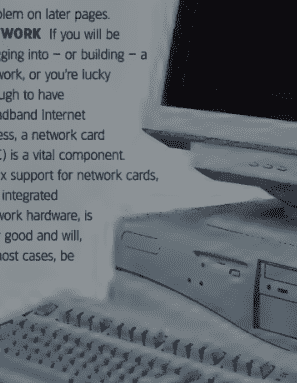 blem on later pages.
WORK If you will be
gging into – or building – a
work, or you're lucky
ugh to have
adband Internet
ess, a network card
C) is a vital component.
x support for network cards,
integrated
work hardware, is
good and will,
nost cases, be